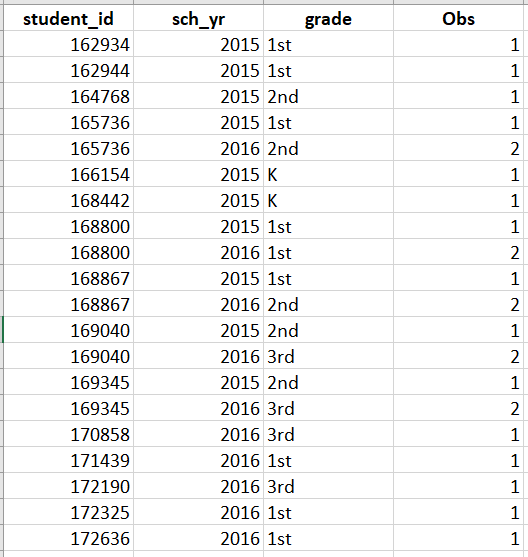 student_id sch_yr grade Obs
162934 2015 1st 1
162944 2015 1st 1
164768 2015 2nd 1
165736 2015 1st 1
165736 2016 2nd 2
166154 2015 K 1
168442 2015 K 1
168800 2015 1st 1
168800 2016 1st 2
168867 2015 1st 1
168867 2016 2nd 2
169040 2015 2nd 1
169040 2016 3rd 2
169345 2015 2nd 1
169345 2016 3rd 2
170858 2016 3rd 1
171439 2016 1st 1
172190 2016 3rd 1
172325 2016 1st 1
172636 2016 1st 1